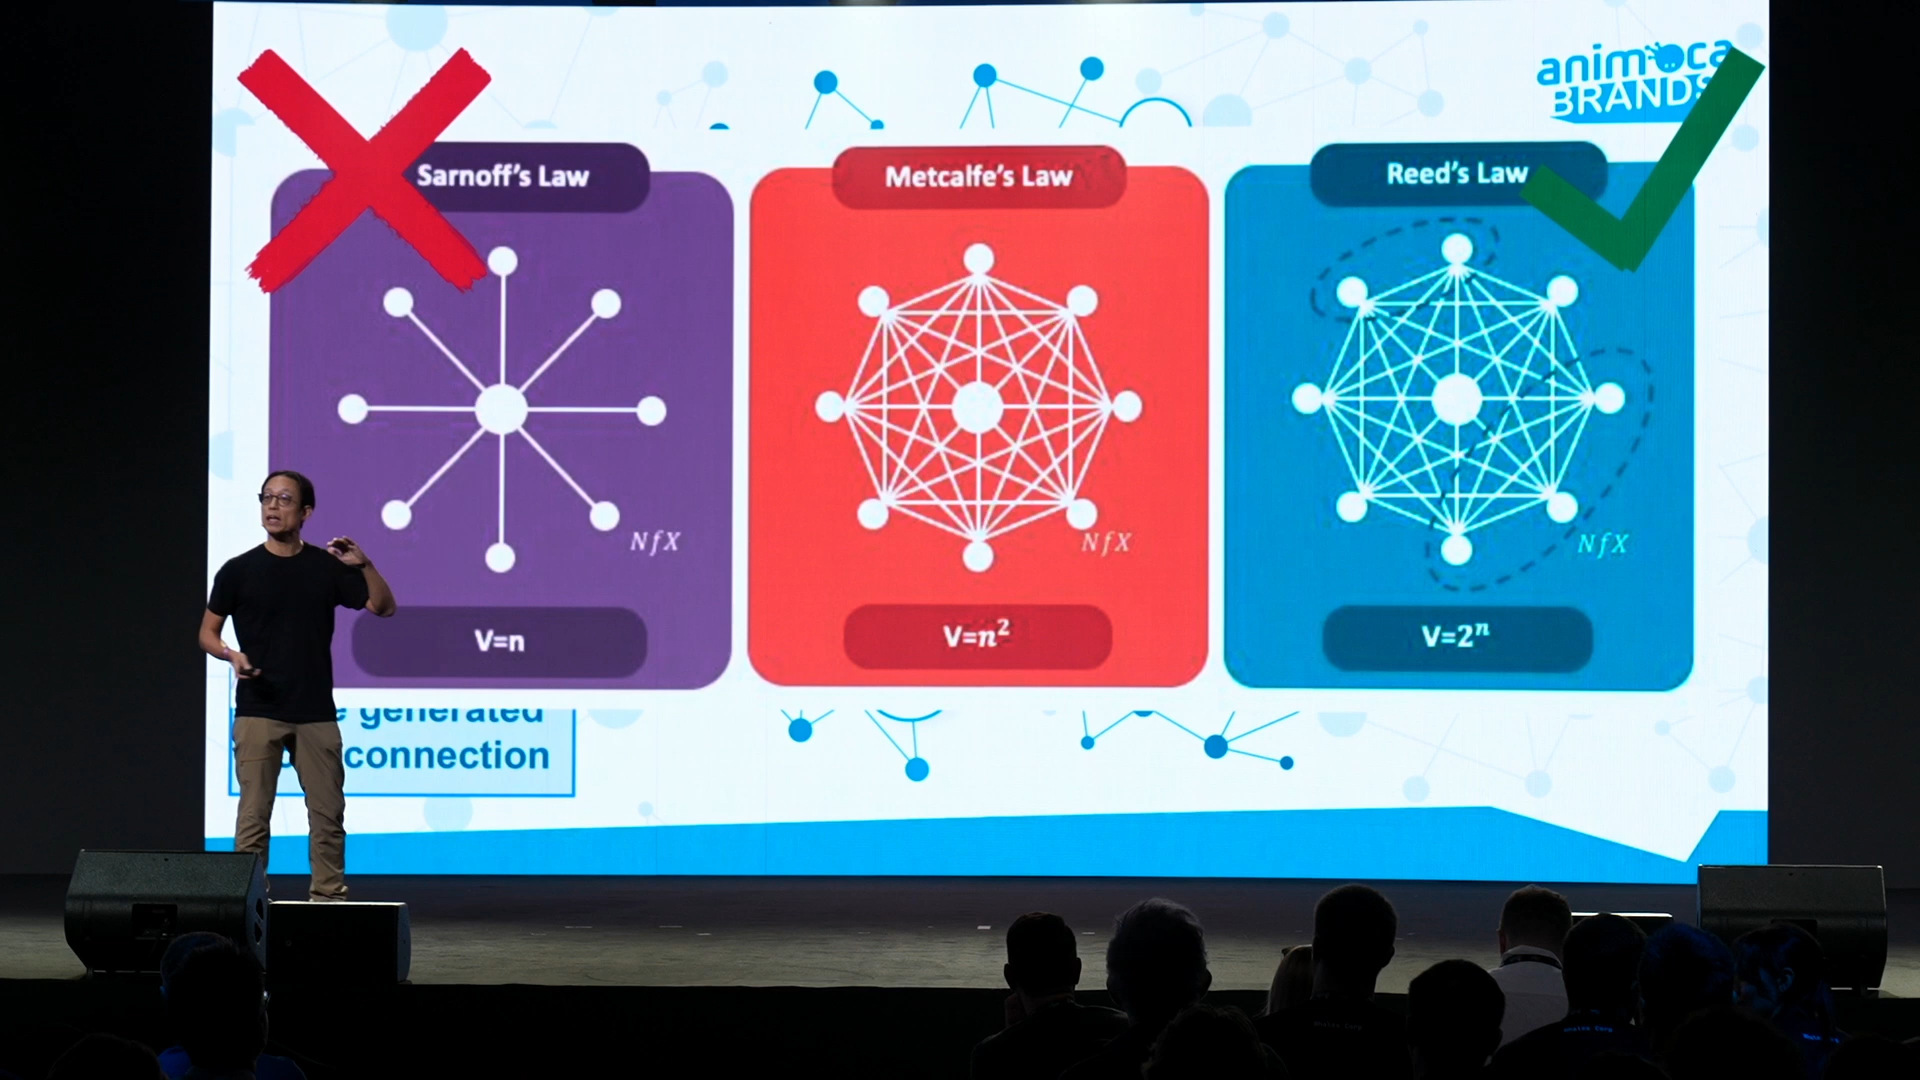 animoca
BRANDS
Sarnoff's Law
Metcalfe's Law
Reed's Law
NfX
NfX
NfX
V=n
V=n²
V=2ⁿ
generated
connection